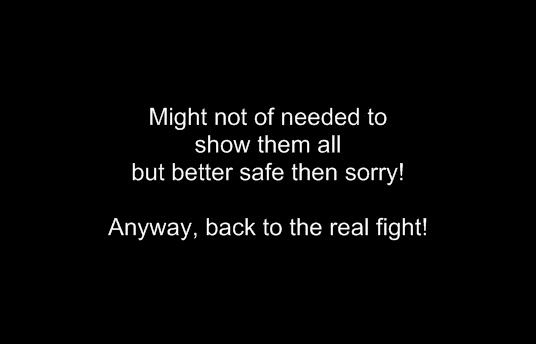 Might not of needed to
show them all
but better safe then sorry!
Anyway, back to the real fight!